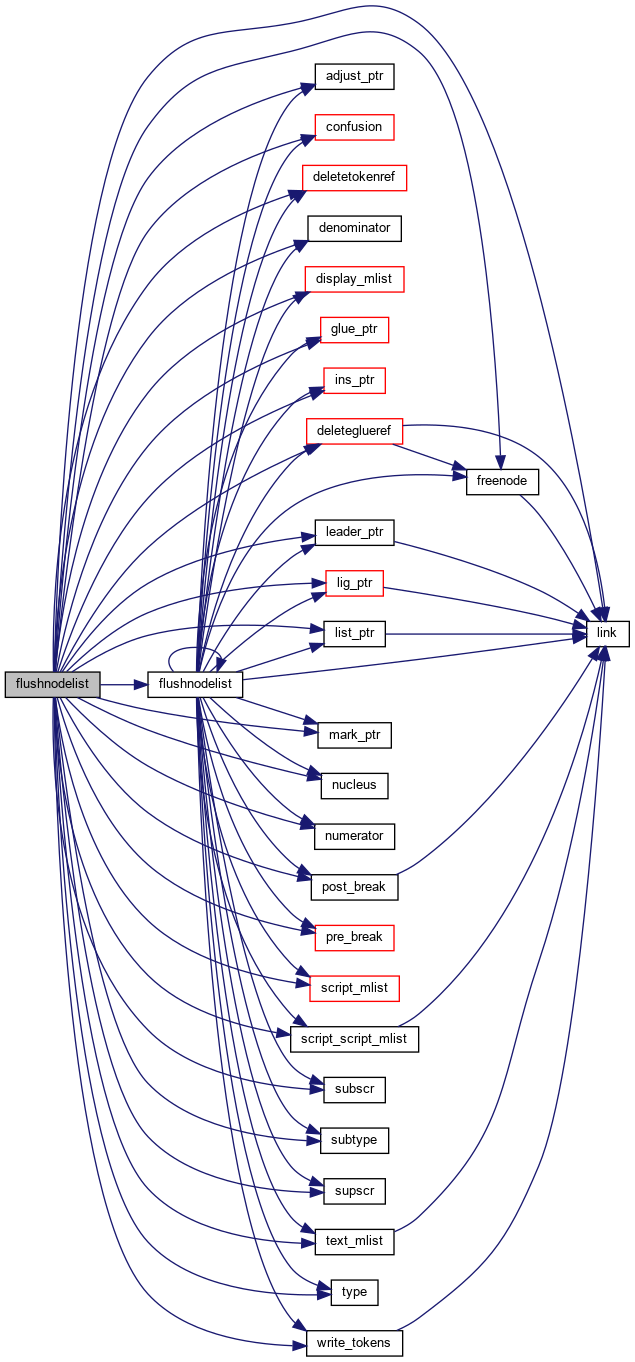 adjust_ptr
confusion
deletetokenref
denominator
display_mlist
glue_ptr
ins_ptr
deleteglueref
freenode
leader_ptr
lig_ptr
list_ptr
link
flushnodelist
flushnodelist
mark_ptr
nucleus
numerator
post_break
pre_break
script_mlist
script_script_mlist
subscr
subtype
supscr
text_mlist
type
write_tokens